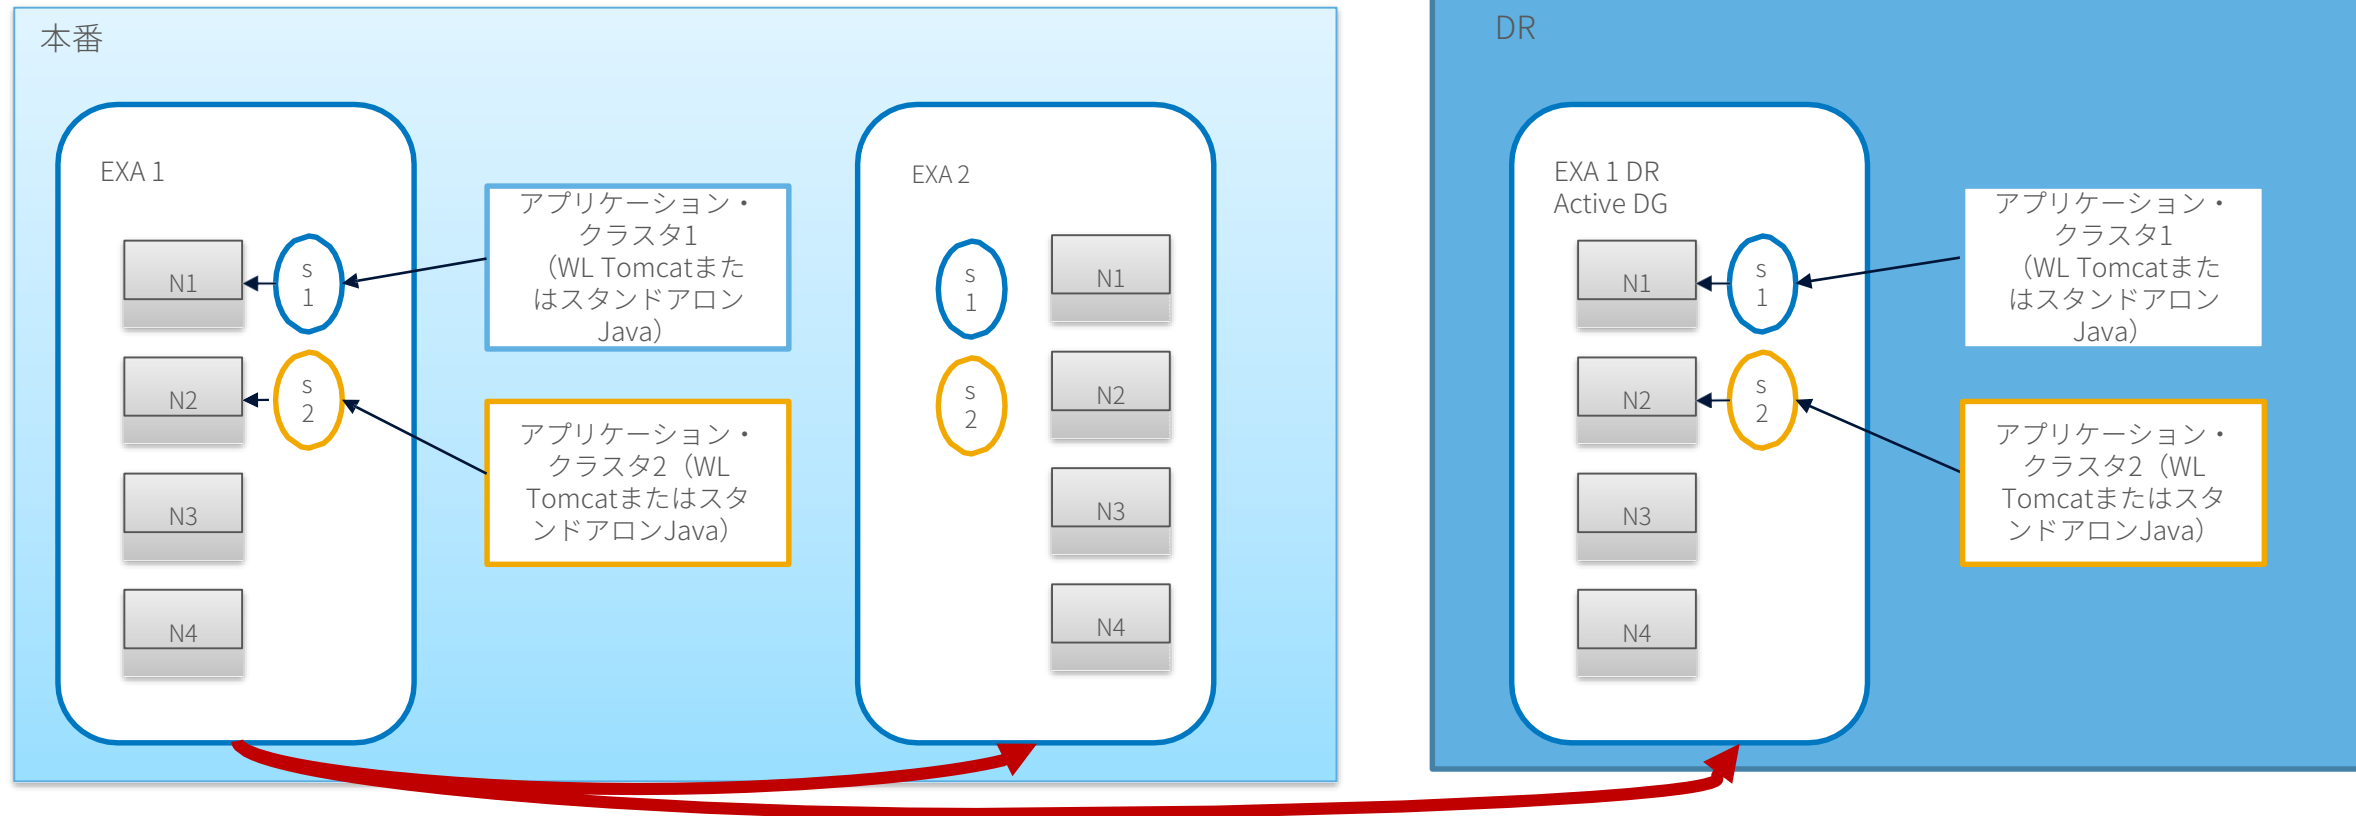 本番
EXA 1
N1
N2
N3
N4
S
1
S
2
アプリケーション・
クラスタ1
（WL Tomcatまた
はスタンドアロン
Java）
アプリケーション・
クラスタ2（WL
Tomcatまたはスタ
ンドアロンJava）
EXA 2
S
1
S
2
N1
N2
N3
N4
DR
EXA 1 DR
Active DG
N1
N2
N3
N4
S
1
S
2
アプリケーション・
クラスタ1
（WL Tomcatまた
はスタンドアロン
Java）
アプリケーション・
クラスタ2（WL
Tomcatまたはスタ
ンドアロンJava）